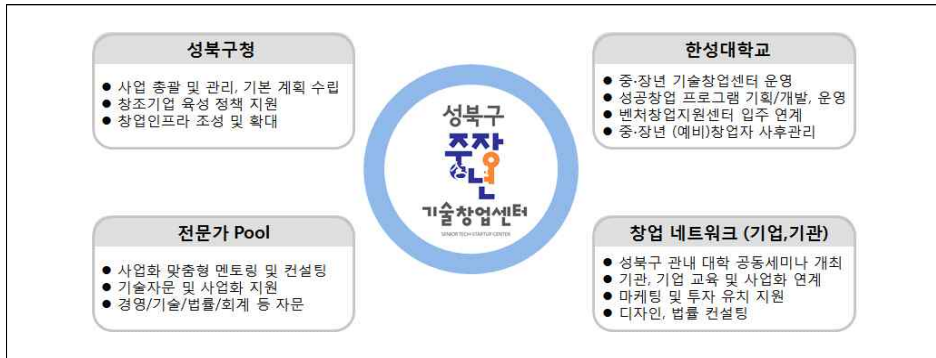 성북구청
● 사업 총괄 및 관리, 기본 계획 수립
● 창조기업 육성 정책 지원
● 창업인프라 조성 및 확대
한성대학교
● 중·장년 기술창업센터 운영
● 성공창업 프로그램 기획/개발, 운영
● 벤처창업지원센터 입주 연계
● 중·장년 (예비)창업자 사후관리
성북구
중장년
기술창업센터
SENIOR TECH-STARTUP CENTER
전문가 Pool
● 사업화 맞춤형 멘토링 및 컨설팅
● 기술자문 및 사업화 지원
● 경영/기술/법률/회계 등 자문
창업 네트워크 (기업,기관)
● 성북구 관내 대학 공동세미나 개최
● 기관, 기업 교육 및 사업화 연계
● 마케팅 및 투자 유치 지원
● 디자인, 법률 컨설팅